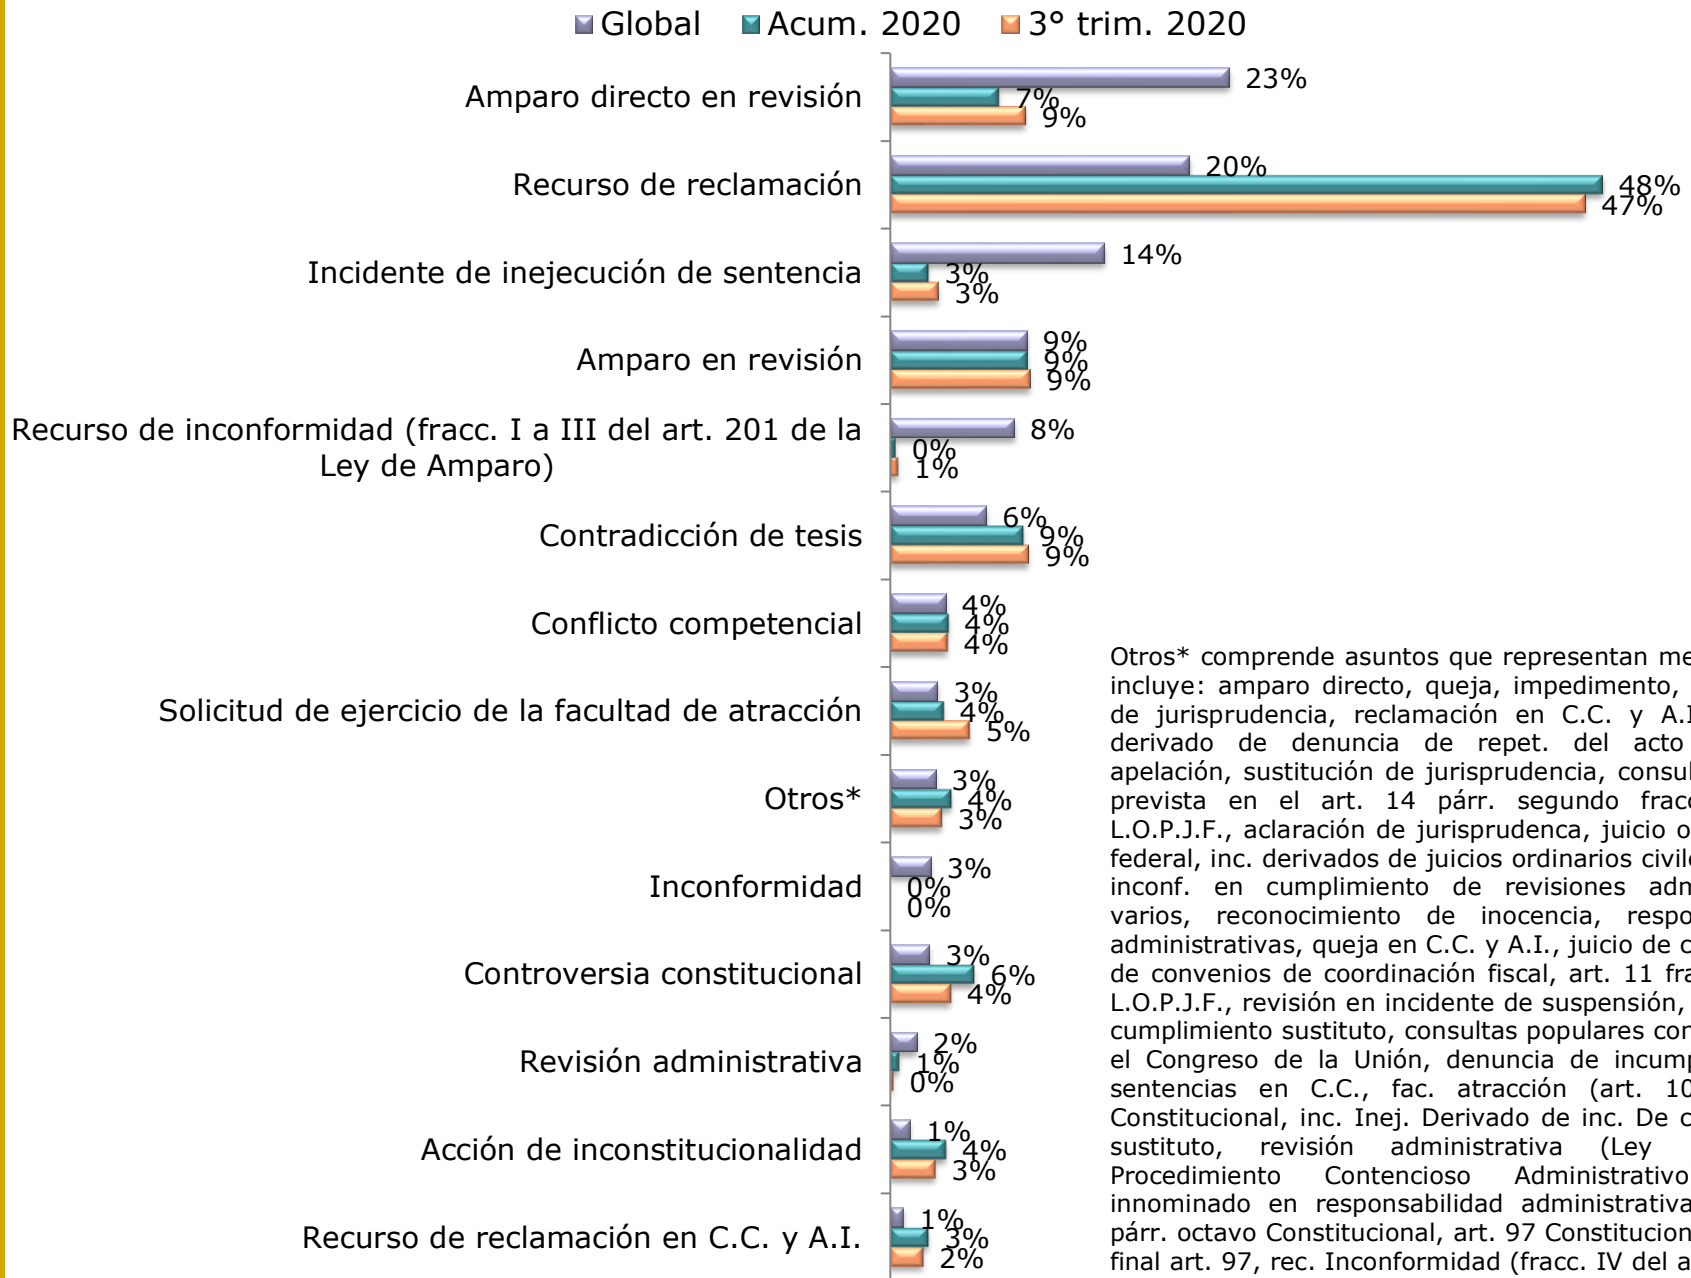 Global Acum. 2020 3° trim. 2020
Amparo directo en revisión
23%
7%
9%
Recurso de reclamación
20%
48%
47%
Incidente de inejecución de sentencia
14%
3%
3%
Amparo en revisión
9%
9%
9%
Recurso de inconformidad (fracc. I a III del art. 201 de la
Ley de Amparo)
8%
0%
1%
Contradicción de tesis
6%
9%
9%
Conflicto competencial
4%
4%
4%
Solicitud de ejercicio de la facultad de atracción
3%
4%
5%
Otros*
3%
4%
3%
Inconformidad
3%
0%
0%
Controversia constitucional
3%
6%
4%
Revisión administrativa
2%
1%
0%
Acción de inconstitucionalidad
1%
4%
3%
Recurso de reclamación en C.C. y A.I.
1%
3%
2%
Otros* comprende asuntos que representan
incluye: amparo directo, queja, impedimento,
de jurisprudencia, reclamación en C.C. y
derivado de denuncia de repet. del acto
apelación, sustitución de jurisprudencia,
prevista en el art. 14 párr. segundo
L.O.P.J.F., aclaración de jurisprudenca, juicio
federal, inc. derivados de juicios ordinarios
inconf. en cumplimiento de revisiones
varios, reconocimiento de inocencia,
administrativas, queja en C.C. y A.I., juicio de
de convenios de coordinación fiscal, art. 11
L.O.P.J.F., revisión en incidente de suspensión,
cumplimiento sustituto, consultas populares
el Congreso de la Unión, denuncia de
sentencias en C.C., fac. atracción (art.
Constitucional, inc. Inej. Derivado de inc. De
sustituto, revisión administrativa (Ley
Procedimiento Contencioso Administrativo
innominado en responsabilidad administrativa
párr. octavo Constitucional, art. 97
final art. 97, rec. Inconformidad (fracc. IV del